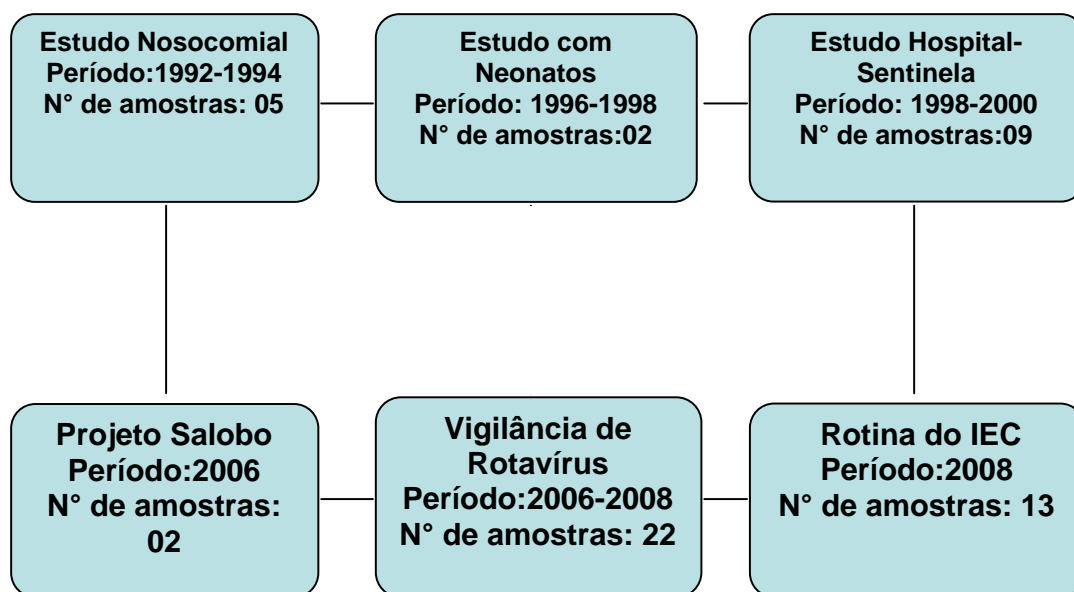 Estudo Nosocomial
Período:1992-1994
N° de amostras: 05
Estudo com
Neonatos
Período: 1996-1998
N° de amostras:02
Estudo Hospital-
Sentinela
Período: 1998-2000
N° de amostras:09
Projeto Salobo
Período:2006
N° de amostras:
02
Vigilância de
Rotavírus
Período:2006-2008
N° de amostras: 22
Rotina do IEC
Período:2008
N° de amostras: 13